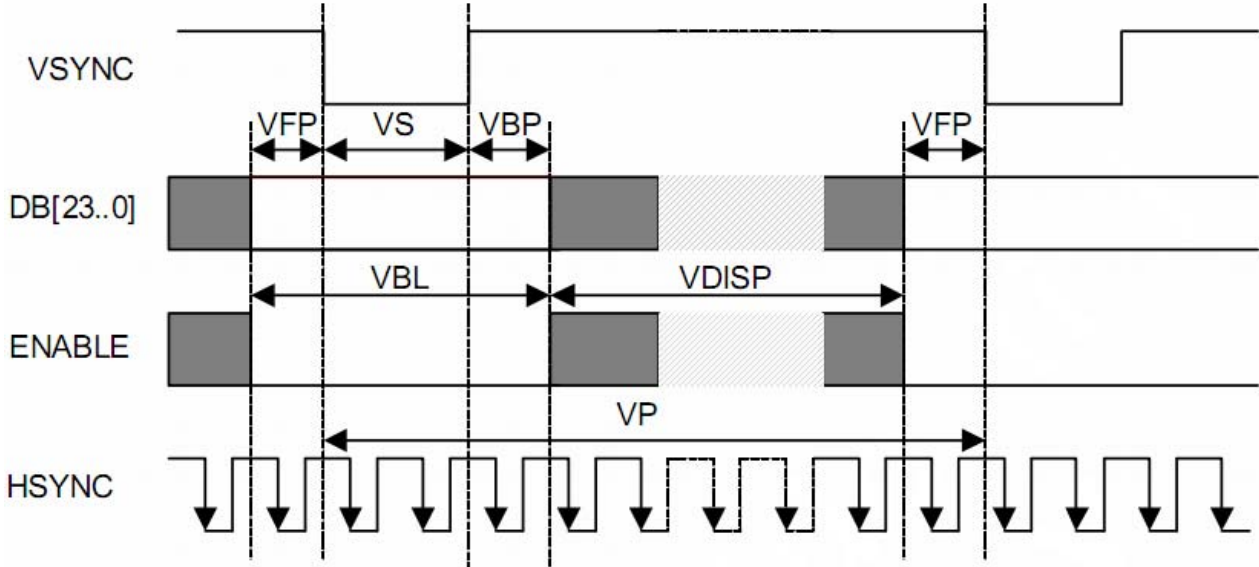 VSYNC
VFP VS VBP VFP
DB[23..0]
VBL VDISP
ENABLE
VP
HSYNC